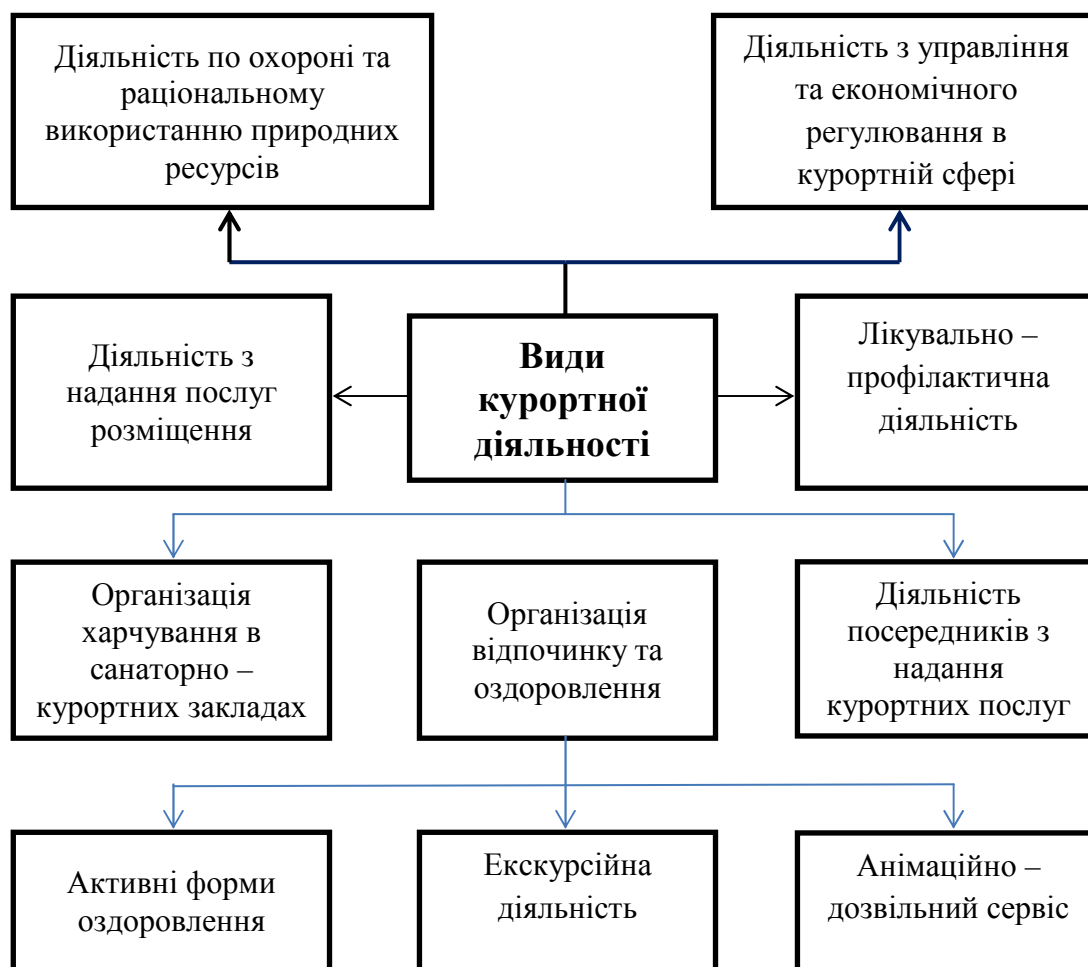 Діяльність по охороні та
раціональному
використанню природних
ресурсів
Діяльність з управління
та економічного
регулювання в
курортній сфері
Діяльність з
надання послуг
розміщення
Види
курортної
діяльності
Лікувально –
профілактична
діяльність
Організація
харчування в
санаторно –
курортних закладах
Організація
відпочинку та
оздоровлення
Діяльність
посередників з
надання
курортних послуг
Активні форми
оздоровлення
Екскурсійна
діяльність
Анімаційно –
дозвільний сервіс